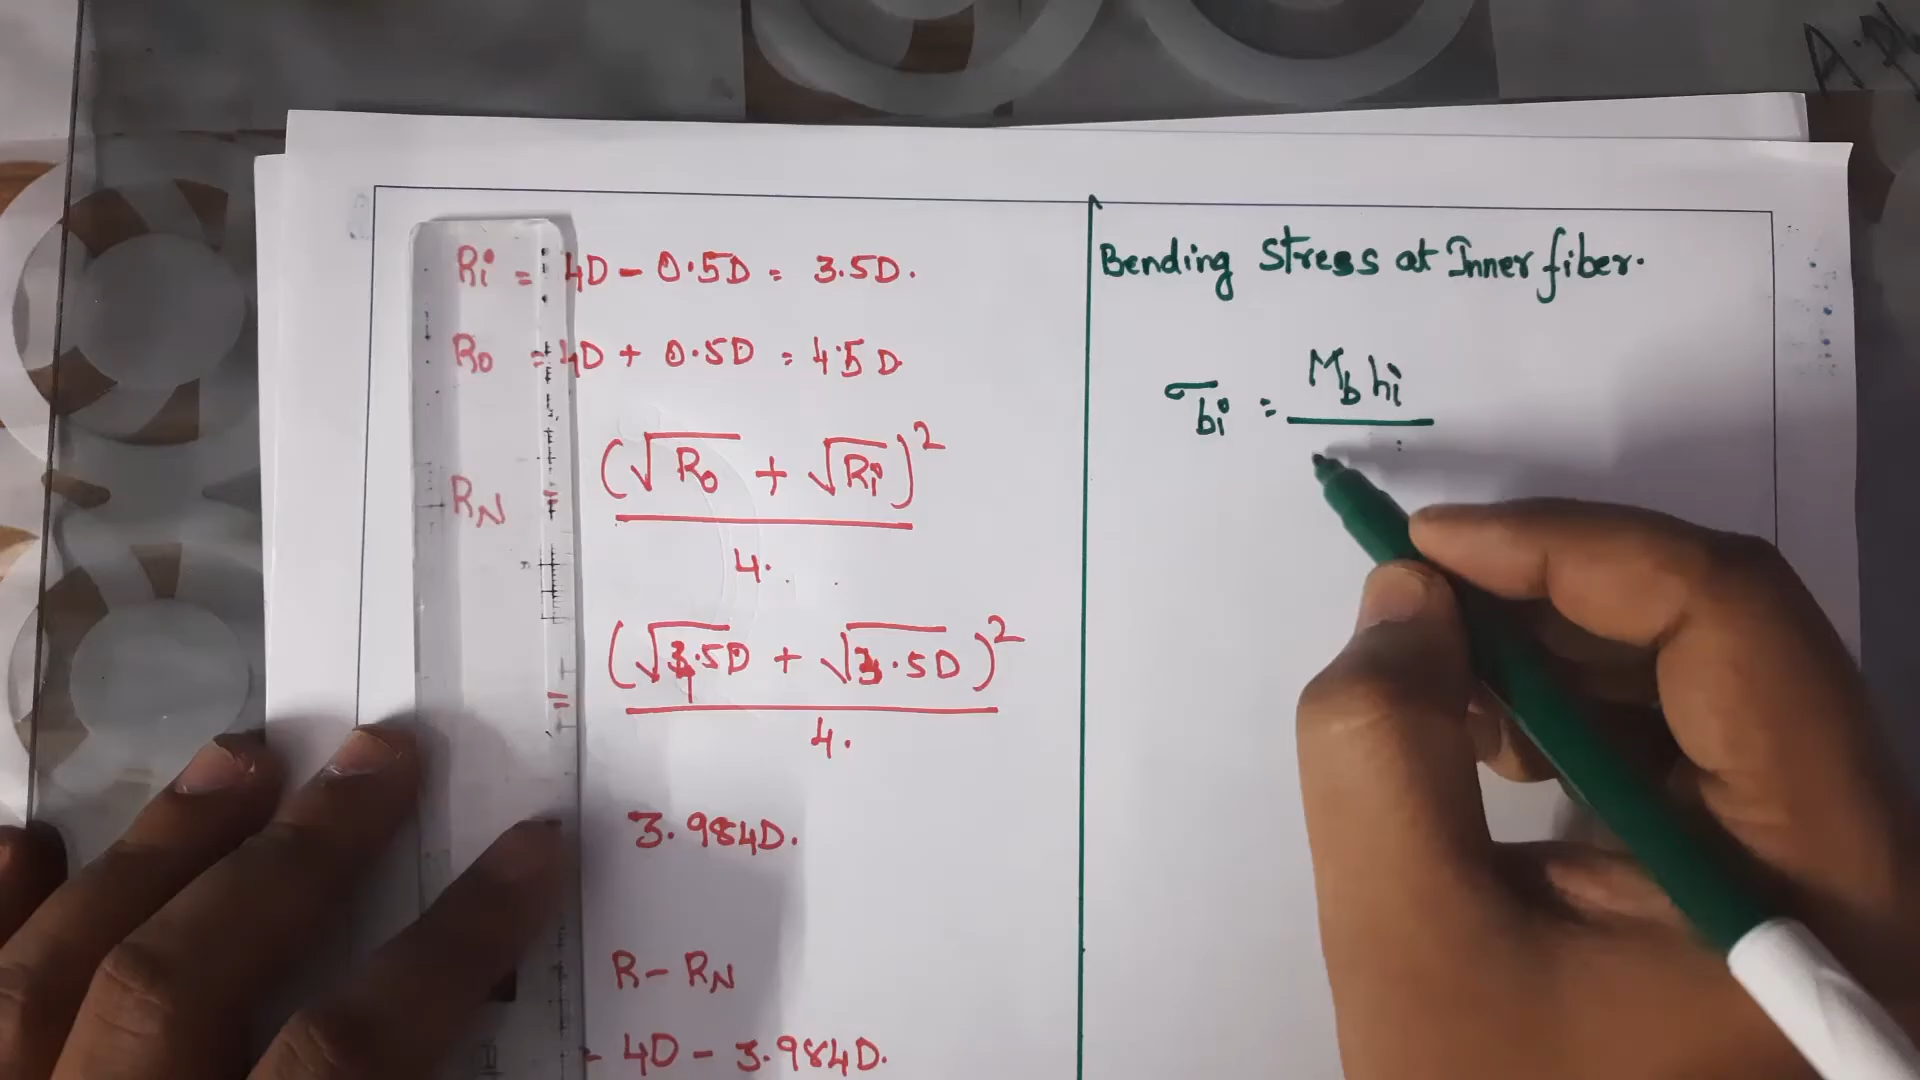 Ri = 4D - 0.5D = 3.5D.
Ro = 4D + 0.5D = 4.5D
RN = (√Ro + √Ri)²
4.
= (√4.5D + √3.5D)²
4.
3.984D.
R - RN
- 4D - 3.984D.
Bending Stress at Inner fiber.
σbi = Mb hi